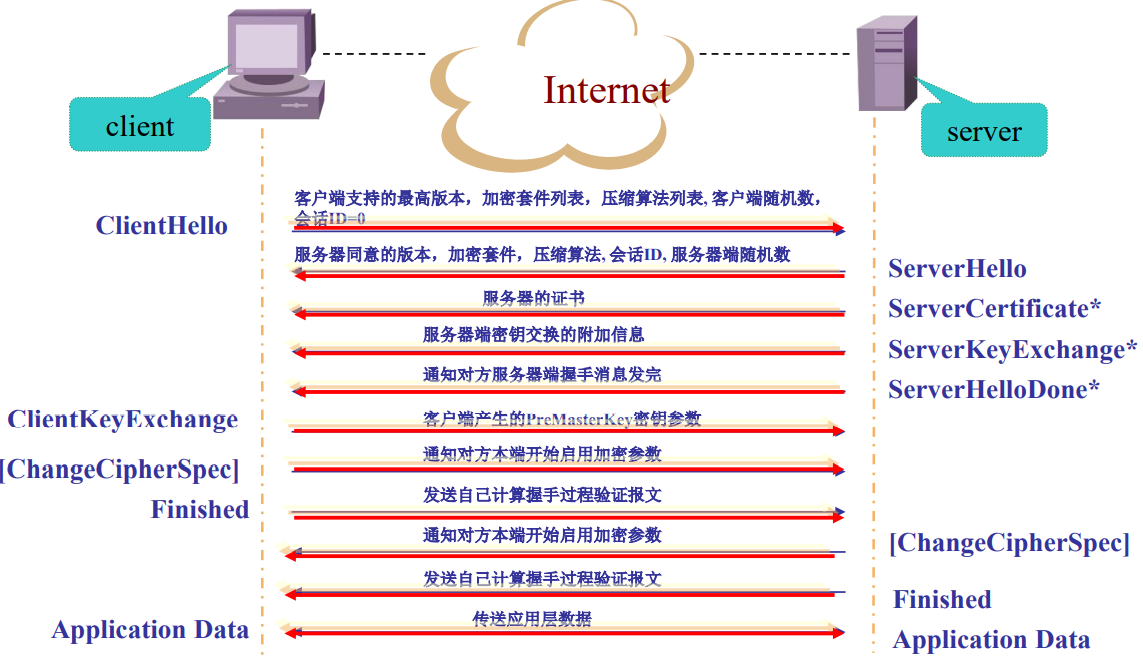 Internet
client
server
ClientHello
客户端支持的最高版本，加密套件列表，压缩算法列表, 客户端随机数，
会话ID=0
服务器同意的版本，加密套件，压缩算法, 会话ID, 服务器端随机数
ServerHello
服务器的证书
ServerCertificate*
服务器端密钥交换的附加信息
ServerKeyExchange*
通知对方服务器端握手消息发完
ServerHelloDone*
ClientKeyExchange
客户端产生的PreMasterKey密钥参数
[ChangeCipherSpec]
通知对方本端开始启用加密参数
Finished
发送自己计算握手过程验证报文
通知对方本端开始启用加密参数
[ChangeCipherSpec]
发送自己计算握手过程验证报文
Finished
Application Data
传送应用层数据
Application Data